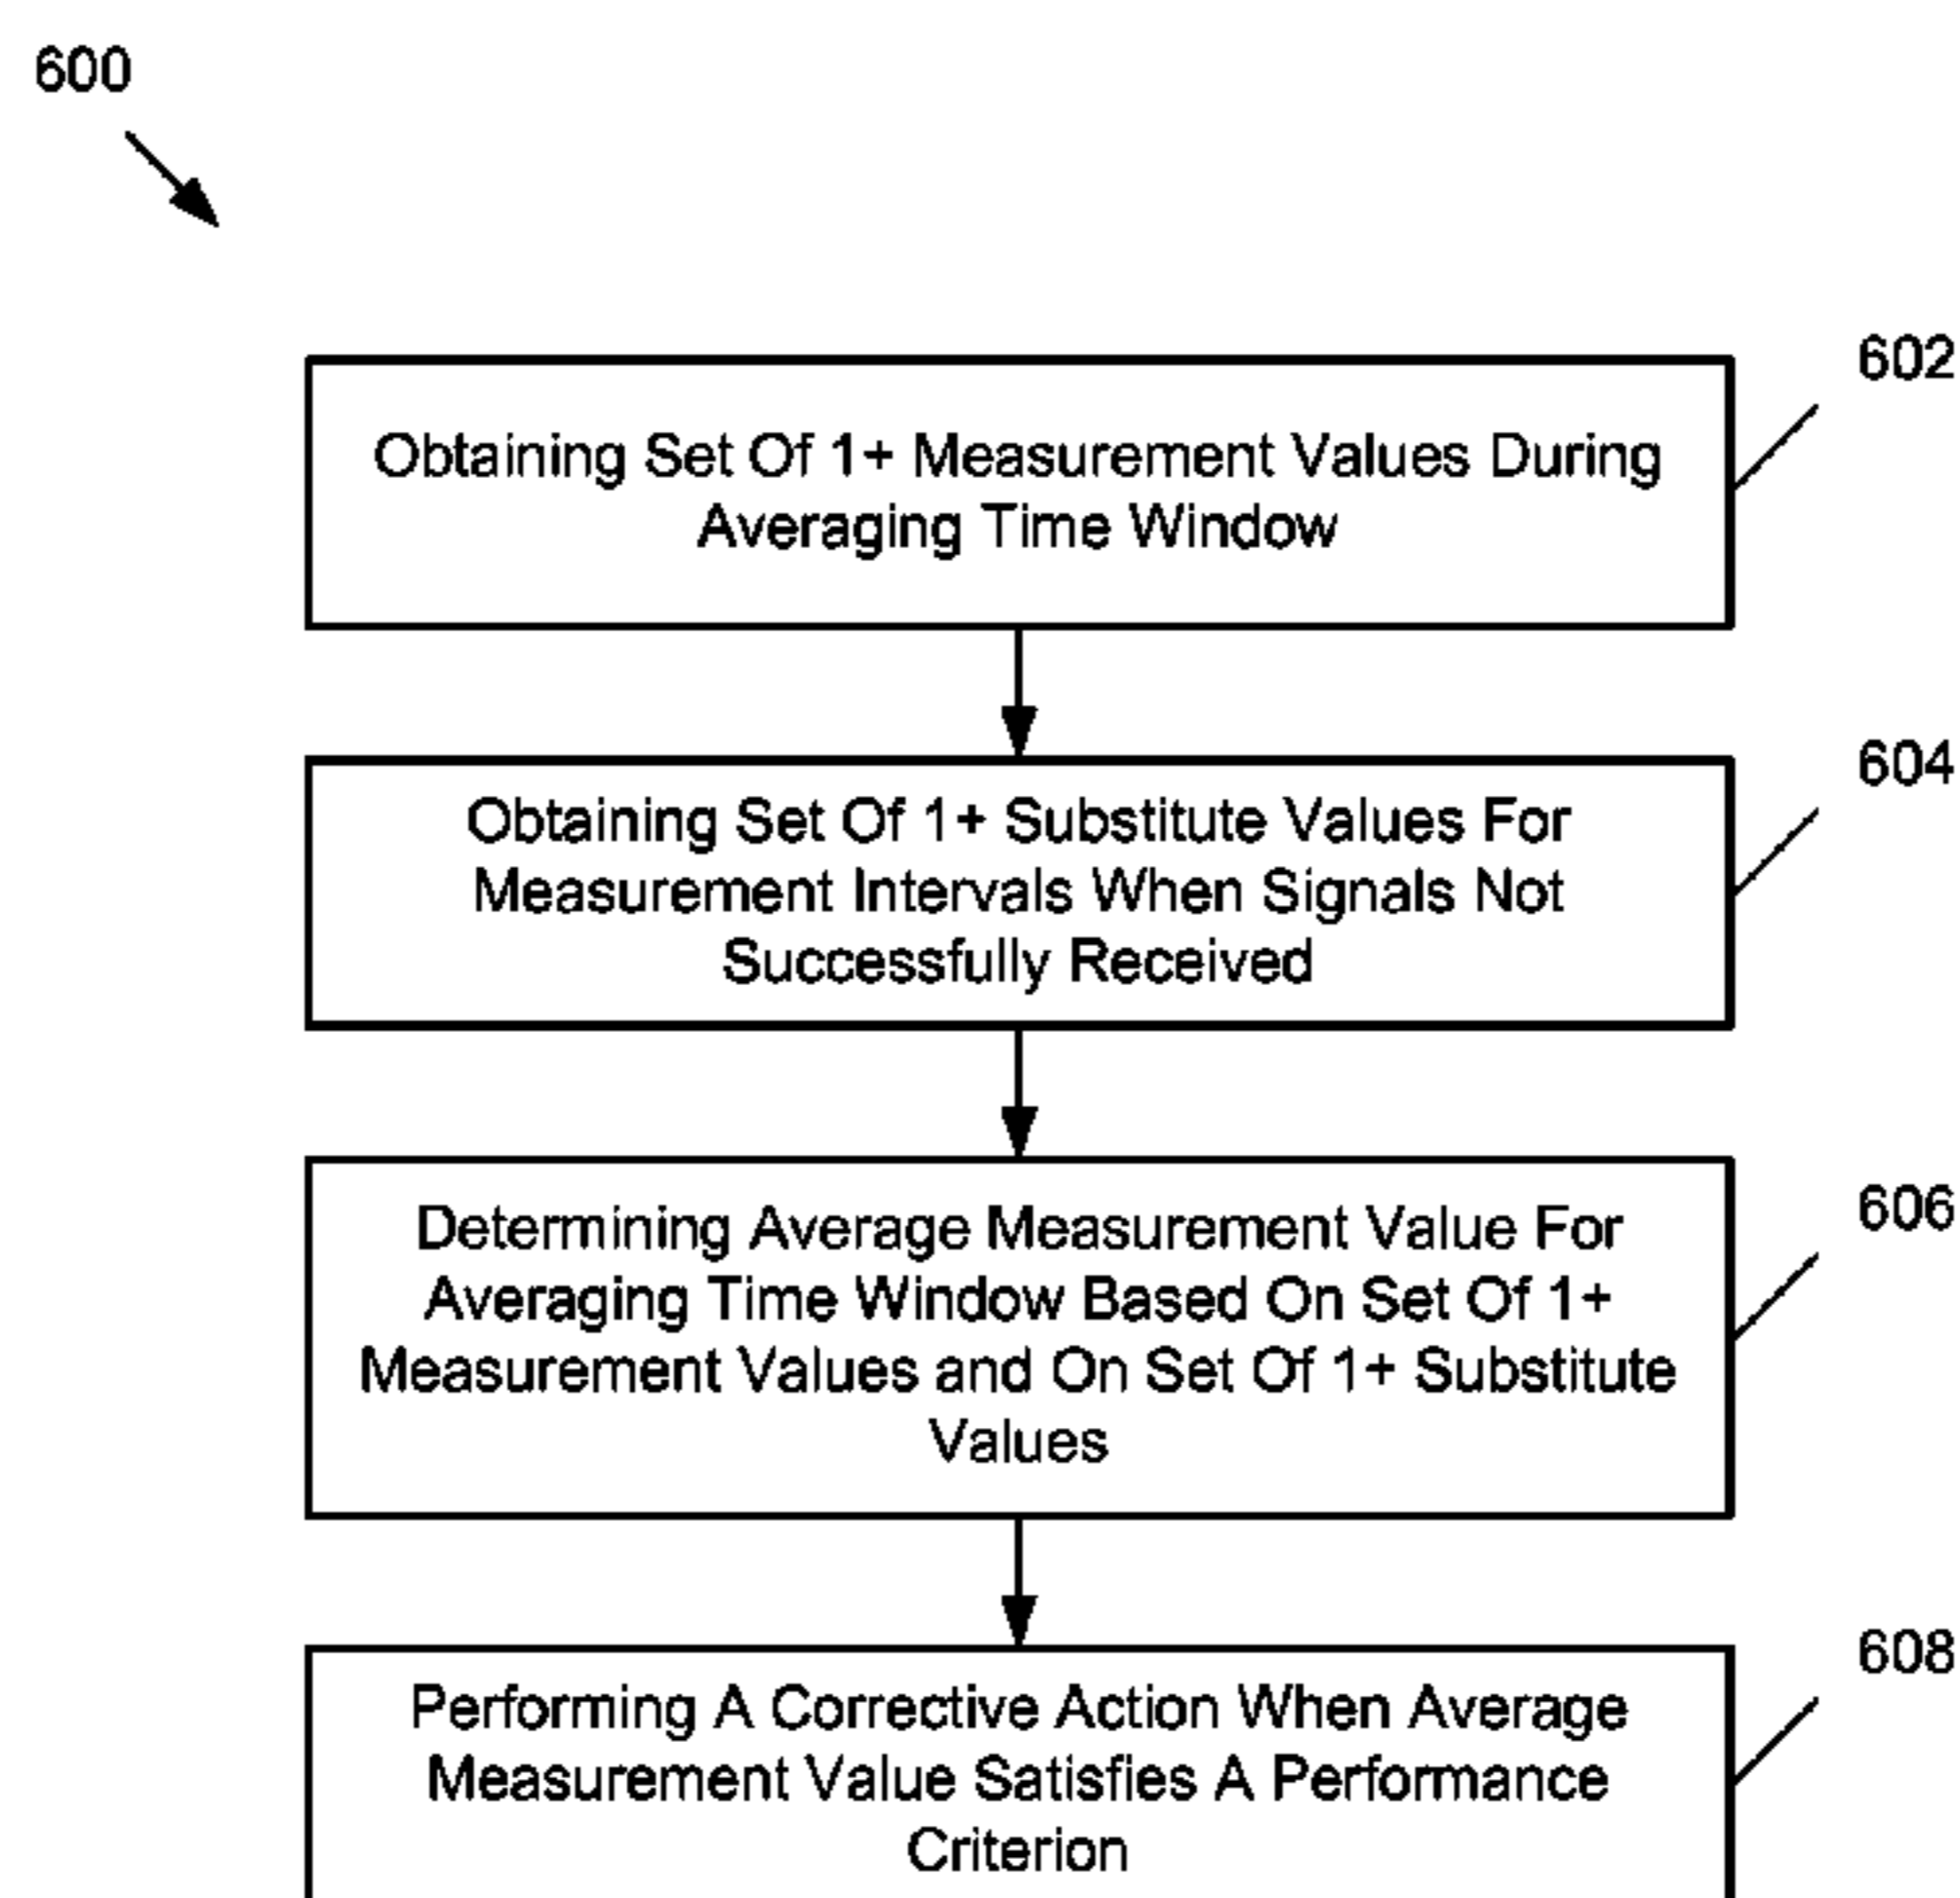 600
602
Obtaining Set Of 1+ Measurement Values During
Averaging Time Window
604
Obtaining Set Of 1+ Substitute Values For
Measurement Intervals When Signals Not
Successfully Received
606
Determining Average Measurement Value For
Averaging Time Window Based On Set Of 1+
Measurement Values and On Set Of 1+ Substitute
Values
608
Performing A Corrective Action When Average
Measurement Value Satisfies A Performance
Criterion